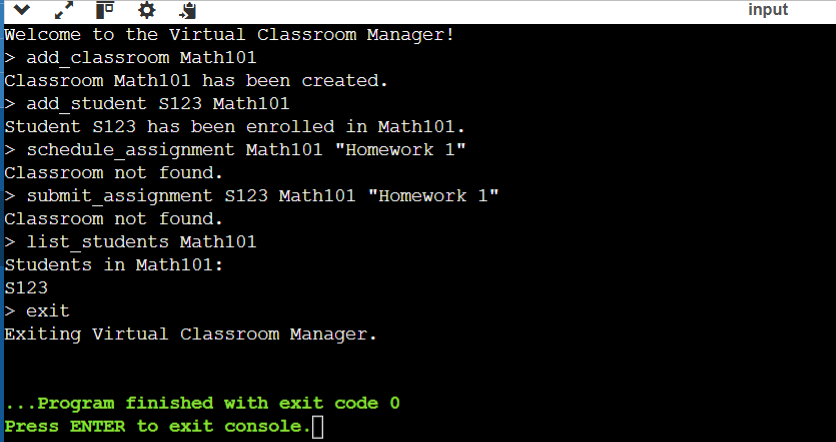 input
Welcome to the Virtual Classroom Manager!
> add_classroom Math101
Classroom Math101 has been created.
> add_student S123 Math101
Student S123 has been enrolled in Math101.
> schedule_assignment Math101 "Homework 1"
Classroom not found.
> submit_assignment S123 Math101 "Homework 1"
Classroom not found.
> list_students Math101
Students in Math101:
S123
> exit
Exiting Virtual Classroom Manager.
...Program finished with exit code 0
Press ENTER to exit console.